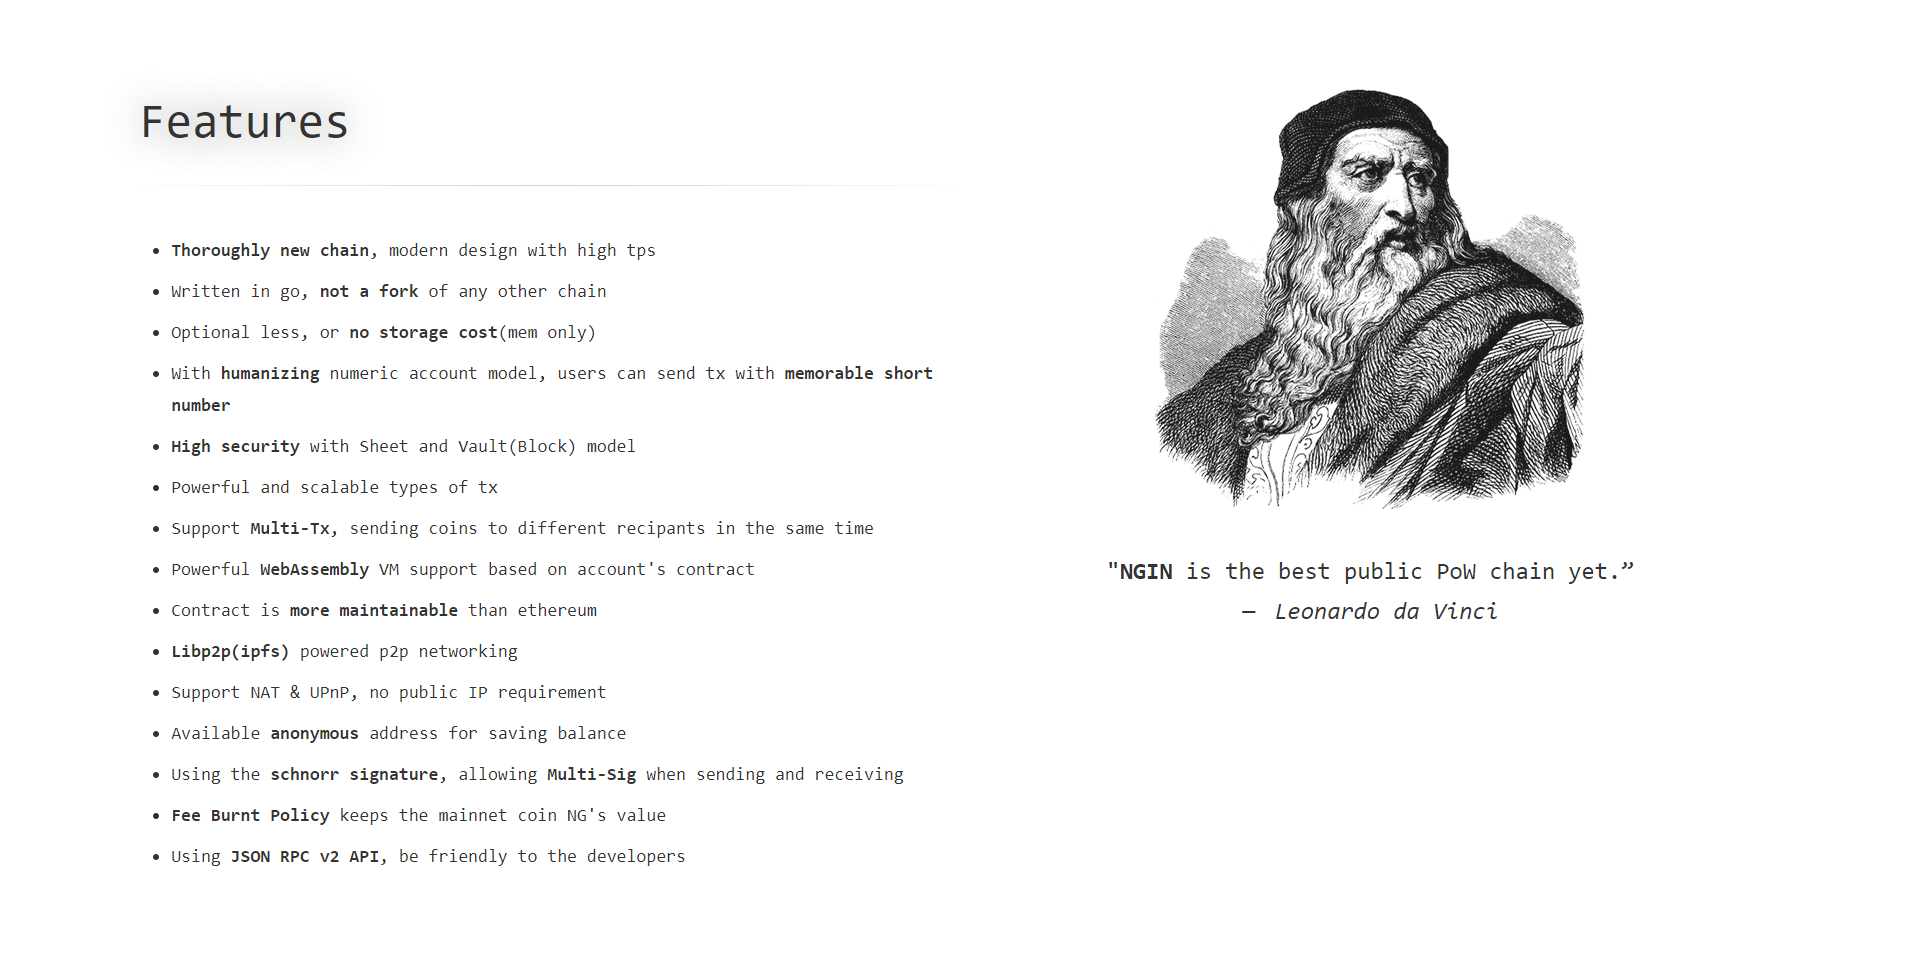 Features
Thoroughly new chain, modern design with high tps
Written in go, not a fork of any other chain
Optional less, or no storage cost(mem only)
With humanizing numeric account model, users can send tx with memorable short
number
High security with Sheet and Vault(Block) model
Powerful and scalable types of tx
Support Multi-Tx, sending coins to different recipants in the same time
Powerful WebAssembly VM support based on account's contract
Contract is more maintainable than ethereum
Libp2p(ipfs) powered p2p networking
Support NAT & UPnP, no public IP requirement
Available anonymous address for saving balance
Using the schnorr signature, allowing Multi-Sig when sending and receiving
Fee Burnt Policy keeps the mainnet coin NG's value
Using JSON RPC v2 API, be friendly to the developers
"NGIN is the best public PoW chain yet.”
— Leonardo da Vinci